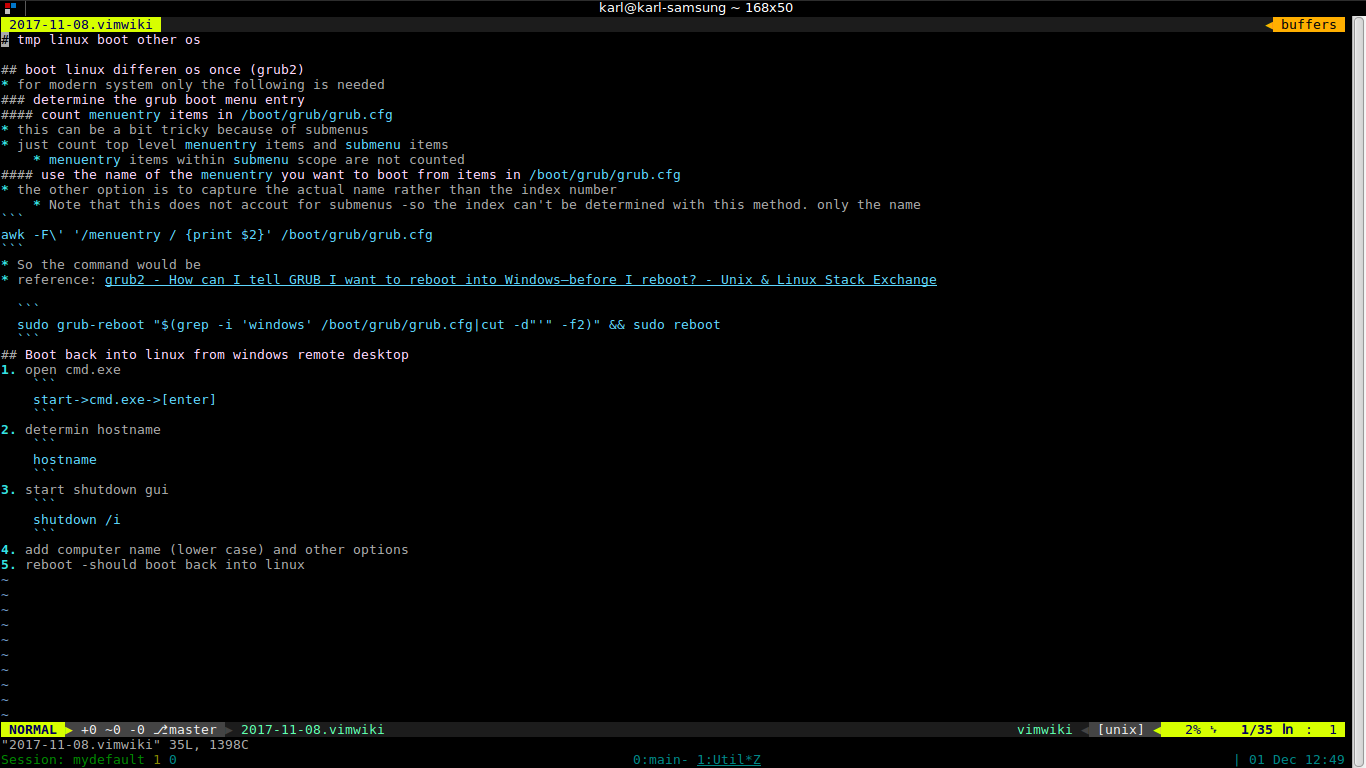 karl@karl-samsung ~ 168x50
2017-11-08.vimwiki buffers
# tmp linux boot other os
## boot linux differen os once (grub2)
* for modern system only the following is needed
### determine the grub boot menu entry
#### count menuentry items in /boot/grub/grub.cfg
* this can be a bit tricky because of submenus
* just count top level menuentry items and submenu items
    * menuentry items within submenu scope are not counted
#### use the name of the menuentry you want to boot from items in /boot/grub/grub.cfg
* the other option is to capture the actual name rather than the index number
    * Note that this does not accout for submenus -so the index can't be determined with this method. only the name
```
awk -F\' '/menuentry / {print $2}' /boot/grub/grub.cfg
```
* So the command would be
* reference: grub2 - How can I tell GRUB I want to reboot into Windows—before I reboot? - Unix & Linux Stack Exchange
  ```
  sudo grub-reboot "$(grep -i 'windows' /boot/grub/grub.cfg|cut -d"'" -f2)" && sudo reboot
  ```
## Boot back into linux from windows remote desktop
1. open cmd.exe
    ```
    start->cmd.exe->[enter]
    ```
2. determin hostname
    ```
    hostname
    ```
3. start shutdown gui
    ```
    shutdown /i
    ```
4. add computer name (lower case) and other options
5. reboot -should boot back into linux
~
~
~
~
~
~
~
~
~
~
NORMAL +0 ~0 -0 master 2017-11-08.vimwiki vimwiki [unix] 2% 1/35 ln : 1
"2017-11-08.vimwiki" 35L, 1398C
Session: mydefault 1 0 0:main- 1:Util*Z | 01 Dec 12:49